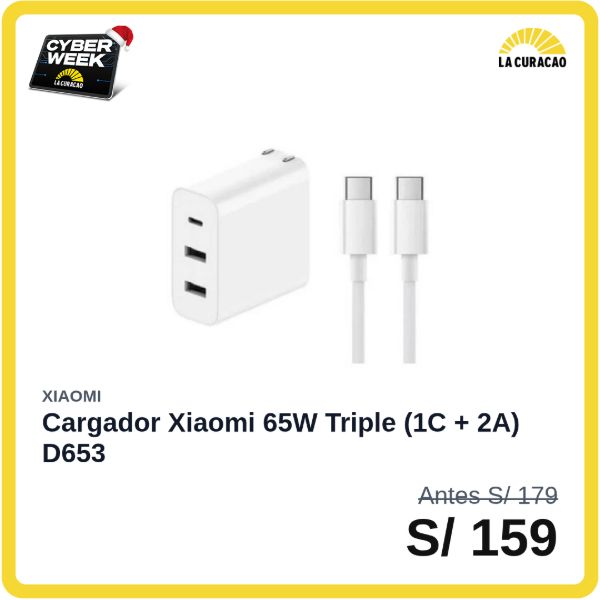 CYBER
WEEK
LA CURACAO
LA CURACAO
XIAOMI
Cargador Xiaomi 65W Triple (1C + 2A)
D653
Antes S/ 179
S/ 159